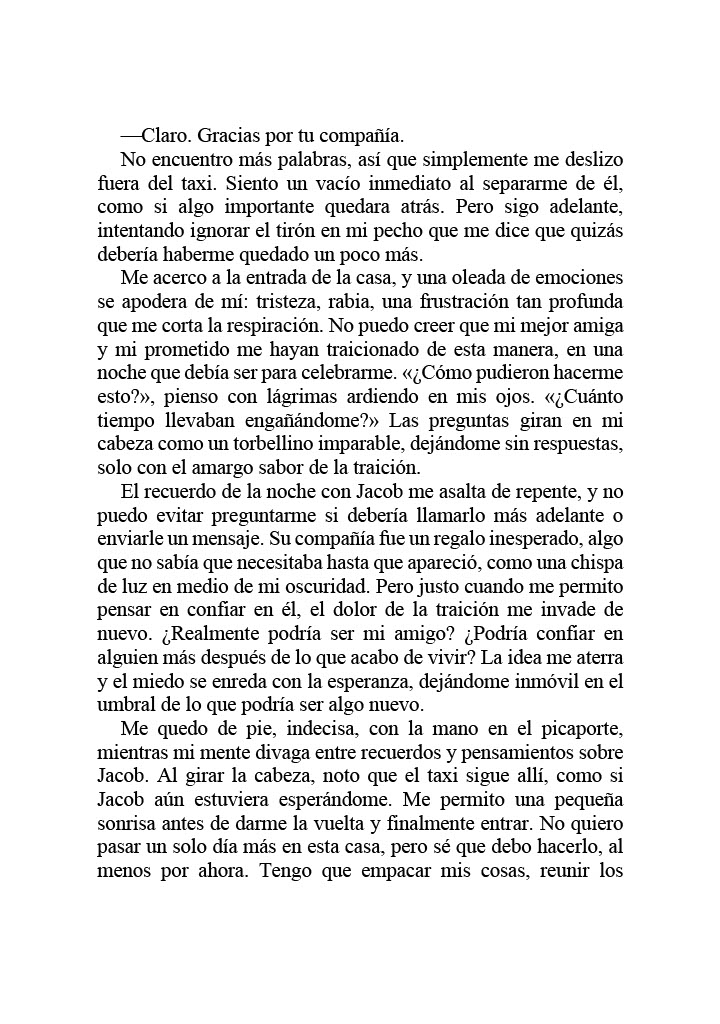 —Claro. Gracias por tu compañía.
No encuentro más palabras, así que simplemente me deslizo
fuera del taxi. Siento un vacío inmediato al separarme de él,
como si algo importante quedara atrás. Pero sigo adelante,
intentando ignorar el tirón en mi pecho que me dice que quizás
debería haberme quedado un poco más.
Me acerco a la entrada de la casa, y una oleada de emociones
se apodera de mí: tristeza, rabia, una frustración tan profunda
que me corta la respiración. No puedo creer que mi mejor amiga
y mi prometido me hayan traicionado de esta manera, en una
noche que debía ser para celebrarme. «¿Cómo pudieron hacerme
esto?», pienso con lágrimas ardiendo en mis ojos. «¿Cuánto
tiempo llevaban engañándome?» Las preguntas giran en mi
cabeza como un torbellino imparable, dejándome sin respuestas,
solo con el amargo sabor de la traición.
El recuerdo de la noche con Jacob me asalta de repente, y no
puedo evitar preguntarme si debería llamarlo más adelante o
enviarle un mensaje. Su compañía fue un regalo inesperado, algo
que no sabía que necesitaba hasta que apareció, como una chispa
de luz en medio de mi oscuridad. Pero justo cuando me permito
pensar en confiar en él, el dolor de la traición me invade de
nuevo. ¿Realmente podría ser mi amigo? ¿Podría confiar en
alguien más después de lo que acabo de vivir? La idea me aterra
y el miedo se enreda con la esperanza, dejándome inmóvil en el
umbral de lo que podría ser algo nuevo.
Me quedo de pie, indecisa, con la mano en el picaporte,
mientras mi mente divaga entre recuerdos y pensamientos sobre
Jacob. Al girar la cabeza, noto que el taxi sigue allí, como si
Jacob aún estuviera esperándome. Me permito una pequeña
sonrisa antes de darme la vuelta y finalmente entrar. No quiero
pasar un solo día más en esta casa, pero sé que debo hacerlo, al
menos por ahora. Tengo que empacar mis cosas, reunir los